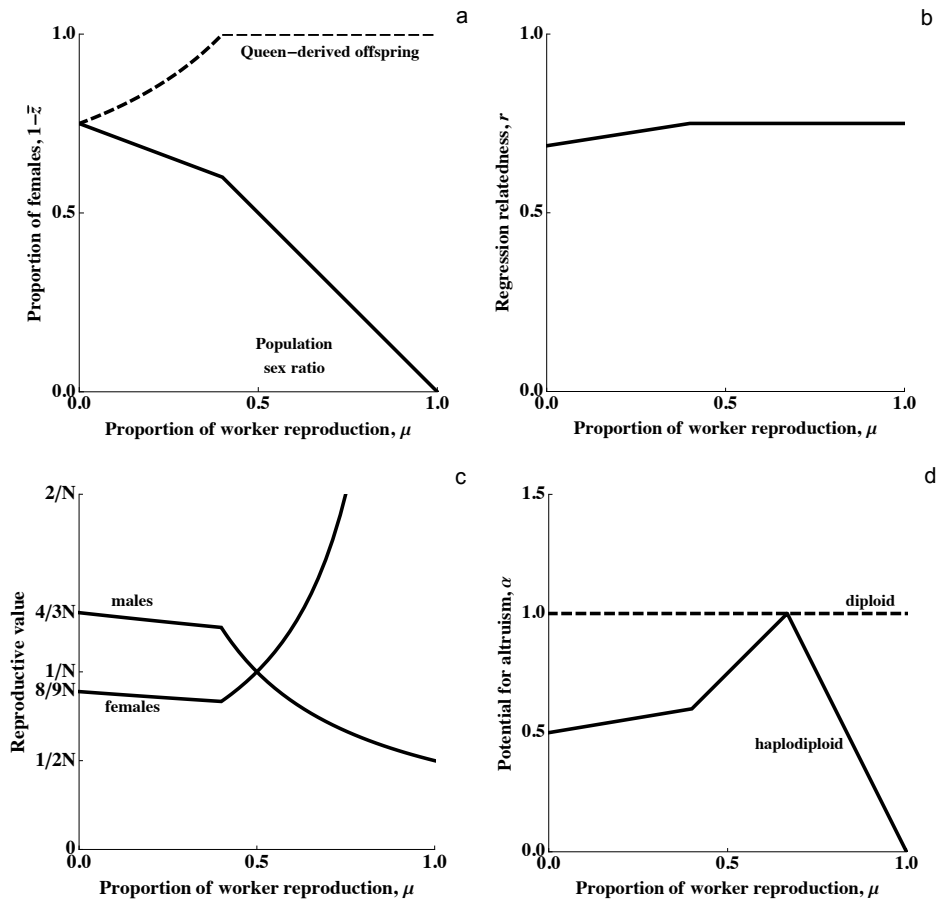 a
1.0
Queen−derived offspring
Proportion of females, 1−z̄
0.5
Population
sex ratio
0.0
0.0
0.5
1.0
Proportion of worker reproduction, μ
b
1.0
Regression relatedness, r
0.5
0.0
0.0
0.5
1.0
Proportion of worker reproduction, μ
c
2/N
Reproductive value
4/3N
males
1/N
8/9N
females
1/2N
0
0.0
0.5
1.0
Proportion of worker reproduction, μ
d
1.5
Potential for altruism, α
1.0
diploid
0.5
haplodiploid
0.0
0.0
0.5
1.0
Proportion of worker reproduction, μ